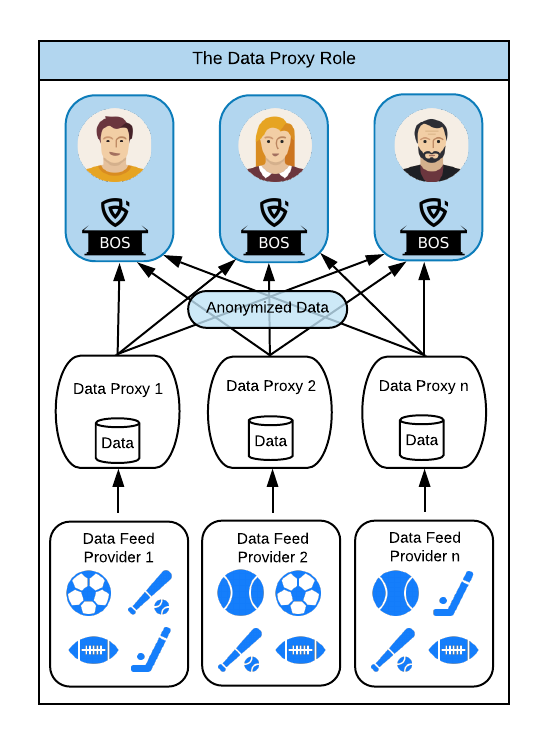 The Data Proxy Role
BOS
BOS
BOS
Anonymized Data
Data Proxy 1
Data Proxy 2
Data Proxy n
Data
Data
Data
Data Feed
Provider 1
Data Feed
Provider 2
Data Feed
Provider n